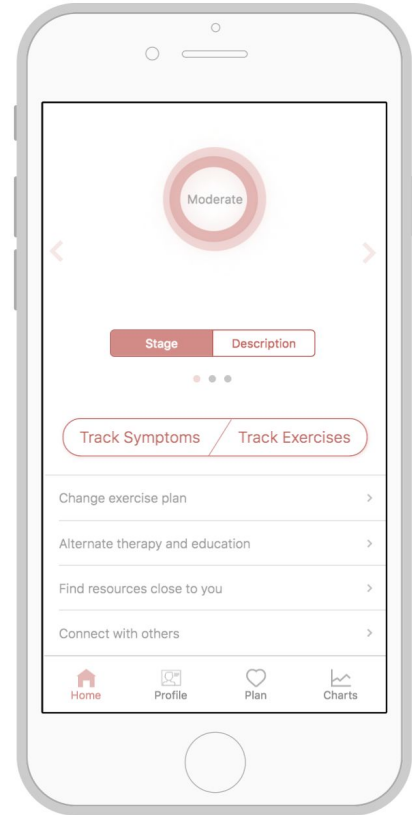 Moderate
Stage Description
Track Symptoms Track Exercises
Change exercise plan
Alternate therapy and education
Find resources close to you
Connect with others
Home Profile Plan Charts